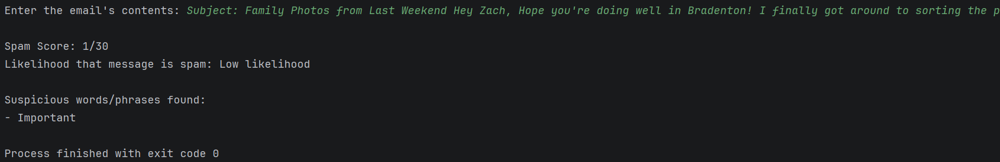 Enter the email's contents: Subject: Family Photos from Last Weekend Hey Zach, Hope you're doing well in Bradenton! I finally got around to sorting the
Spam Score: 1/30
Likelihood that message is spam: Low likelihood
Suspicious words/phrases found:
- Important
Process finished with exit code 0